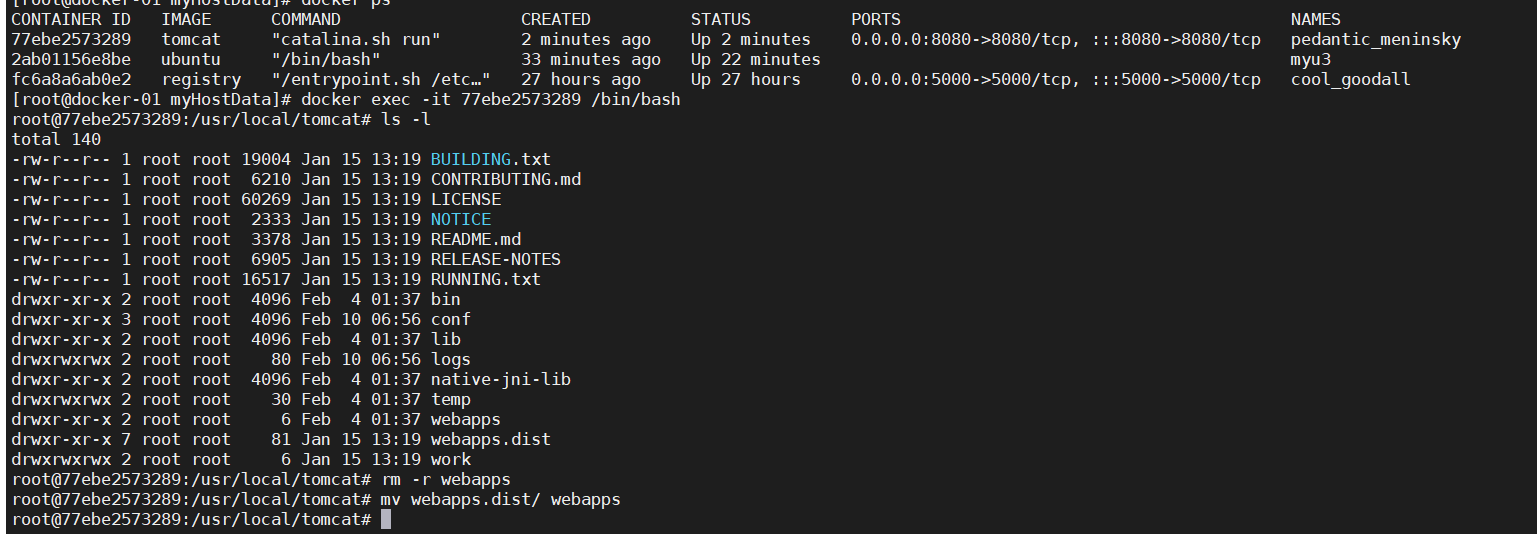 [root@docker-01 myHostData]# docker ps
CONTAINER ID   IMAGE      COMMAND                  CREATED          STATUS          PORTS                                       NAMES
77ebe2573289   tomcat     "catalina.sh run"        2 minutes ago    Up 2 minutes    0.0.0.0:8080->8080/tcp, :::8080->8080/tcp   pedantic_meninsky
2ab01156e8be   ubuntu     "/bin/bash"              33 minutes ago   Up 22 minutes                                               myu3
fc6a8a6ab0e2   registry   "/entrypoint.sh /etc…"   27 hours ago     Up 27 hours     0.0.0.0:5000->5000/tcp, :::5000->5000/tcp   cool_goodall
[root@docker-01 myHostData]# docker exec -it 77ebe2573289 /bin/bash
root@77ebe2573289:/usr/local/tomcat# ls -l
total 140
-rw-r--r-- 1 root root 19004 Jan 15 13:19 BUILDING.txt
-rw-r--r-- 1 root root  6210 Jan 15 13:19 CONTRIBUTING.md
-rw-r--r-- 1 root root 60269 Jan 15 13:19 LICENSE
-rw-r--r-- 1 root root  2333 Jan 15 13:19 NOTICE
-rw-r--r-- 1 root root  3378 Jan 15 13:19 README.md
-rw-r--r-- 1 root root  6905 Jan 15 13:19 RELEASE-NOTES
-rw-r--r-- 1 root root 16517 Jan 15 13:19 RUNNING.txt
drwxr-xr-x 2 root root  4096 Feb  4 01:37 bin
drwxr-xr-x 3 root root  4096 Feb 10 06:56 conf
drwxr-xr-x 2 root root  4096 Feb  4 01:37 lib
drwxrwxrwx 2 root root    80 Feb 10 06:56 logs
drwxr-xr-x 2 root root  4096 Feb  4 01:37 native-jni-lib
drwxrwxrwx 2 root root    30 Feb  4 01:37 temp
drwxr-xr-x 2 root root     6 Feb  4 01:37 webapps
drwxr-xr-x 7 root root    81 Jan 15 13:19 webapps.dist
drwxrwxrwx 2 root root     6 Jan 15 13:19 work
root@77ebe2573289:/usr/local/tomcat# rm -r webapps
root@77ebe2573289:/usr/local/tomcat# mv webapps.dist/ webapps
root@77ebe2573289:/usr/local/tomcat#